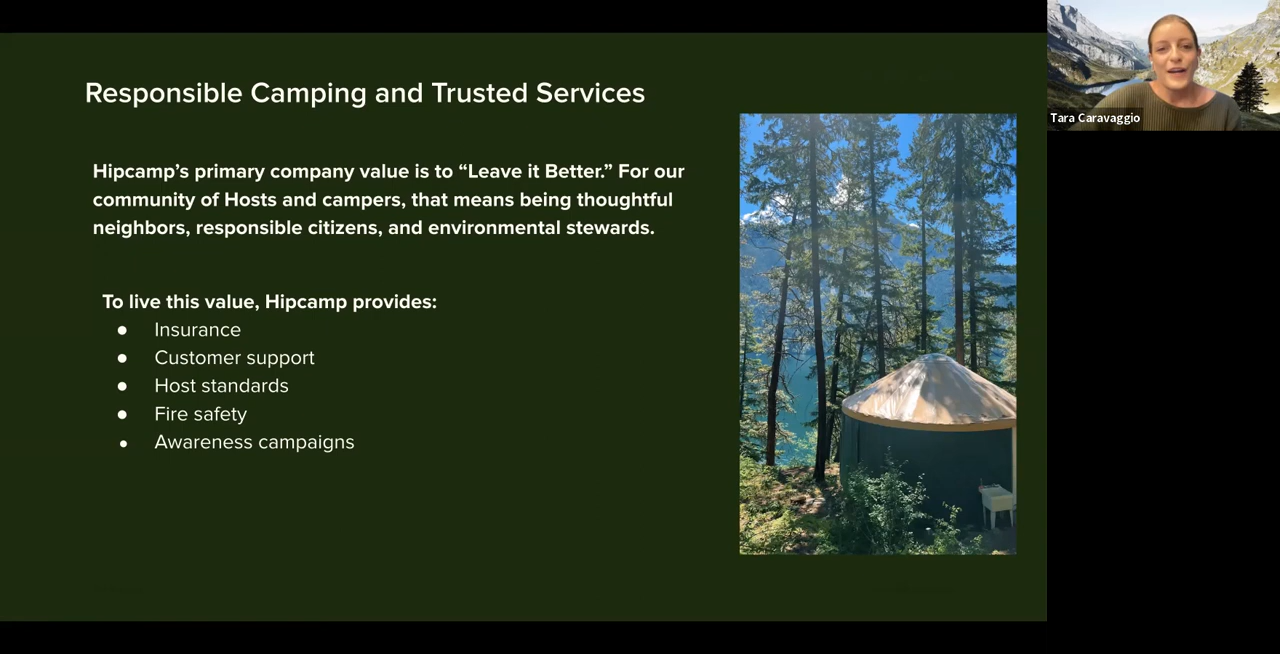 Responsible Camping and Trusted Services
Hipcamp’s primary company value is to “Leave it Better.” For our
community of Hosts and campers, that means being thoughtful
neighbors, responsible citizens, and environmental stewards.
To live this value, Hipcamp provides:
● Insurance
● Customer support
● Host standards
● Fire safety
● Awareness campaigns
Tara Caravaggio